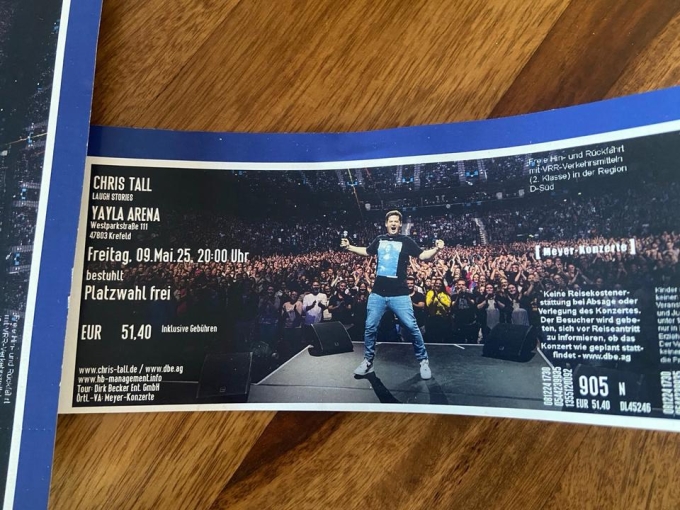 CHRIS TALL
LAUGH STORIES
YAYLA ARENA
Westparkstraße 111
47803 Krefeld
Freitag, 09.Mai.25, 20:00 Uhr
bestuhlt
Platzwahl frei
EUR 51,40 Inklusive Gebühren
www.chris-tall.de / www.dbe.ag
www.hb-management.info
Tour: Dirk Becker Ent. GmbH
Örtl.-VA: Meyer-Konzerte
Freie Hin- und Rückfahrt
mit VRR-Verkehrsmitteln
(2. Klasse) in der Region
D-Süd
[ Meyer-Konzerte ]
Keine Reisekostener-
stattung bei Absage oder
Verlegung des Konzertes.
Der Besucher wird gebe-
ten, sich vor Reiseantritt
zu informieren, ob das
Konzert wie geplant statt-
findet - www.dbe.ag
905 N
EUR 51,40 DL45246